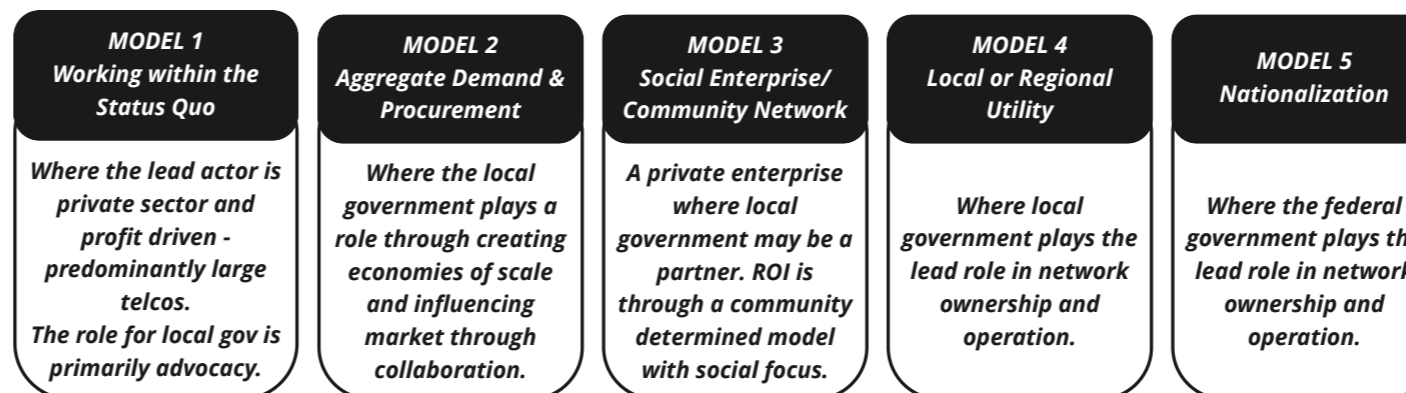 MODEL 1
Working within the
Status Quo
Where the lead actor is
private sector and
profit driven -
predominantly large
telcos.
The role for local gov is
primarily advocacy.
MODEL 2
Aggregate Demand &
Procurement
Where the local
government plays a
role through creating
economies of scale
and influencing
market through
collaboration.
MODEL 3
Social Enterprise/
Community Network
A private enterprise
where local
government may be a
partner. ROI is
through a community
determined model
with social focus.
MODEL 4
Local or Regional
Utility
Where local
government plays the
lead role in network
ownership and
operation.
MODEL 5
Nationalization
Where the federal
government plays th
lead role in network
ownership and
operation.